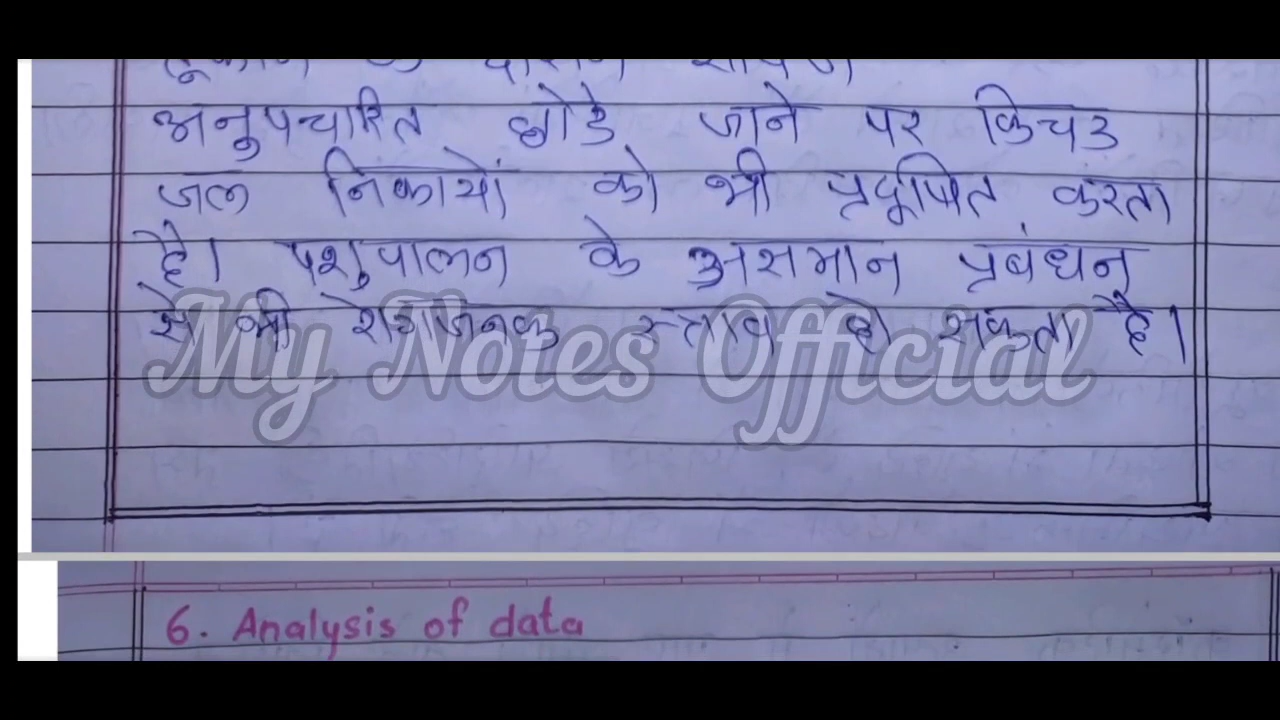 अनुपचारित छोडे जाने पर किचड
जल निकायों को भी प्रदूषित करता
है। पशुपालन के असमान प्रबंधन
से भी रोगजनक स्ताव हो सकता है।
My Notes Official
6. Analysis of data